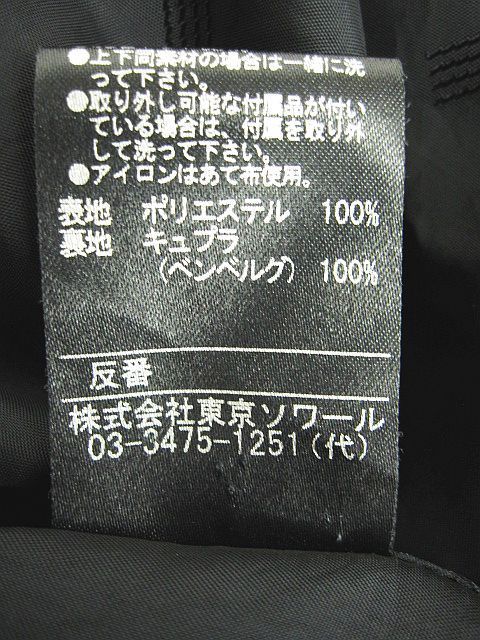 ●上下同素材の場合は一緒に洗
って下さい。
●取り外し可能な付属品が付い
ている場合は、付属を取り外
して洗って下さい。
●アイロンはあて布使用。
表地 ポリエステル 100%
裏地 キュプラ
(ベンベルグ) 100%
反番
株式会社東京ソワール
03-3475-1251(代)